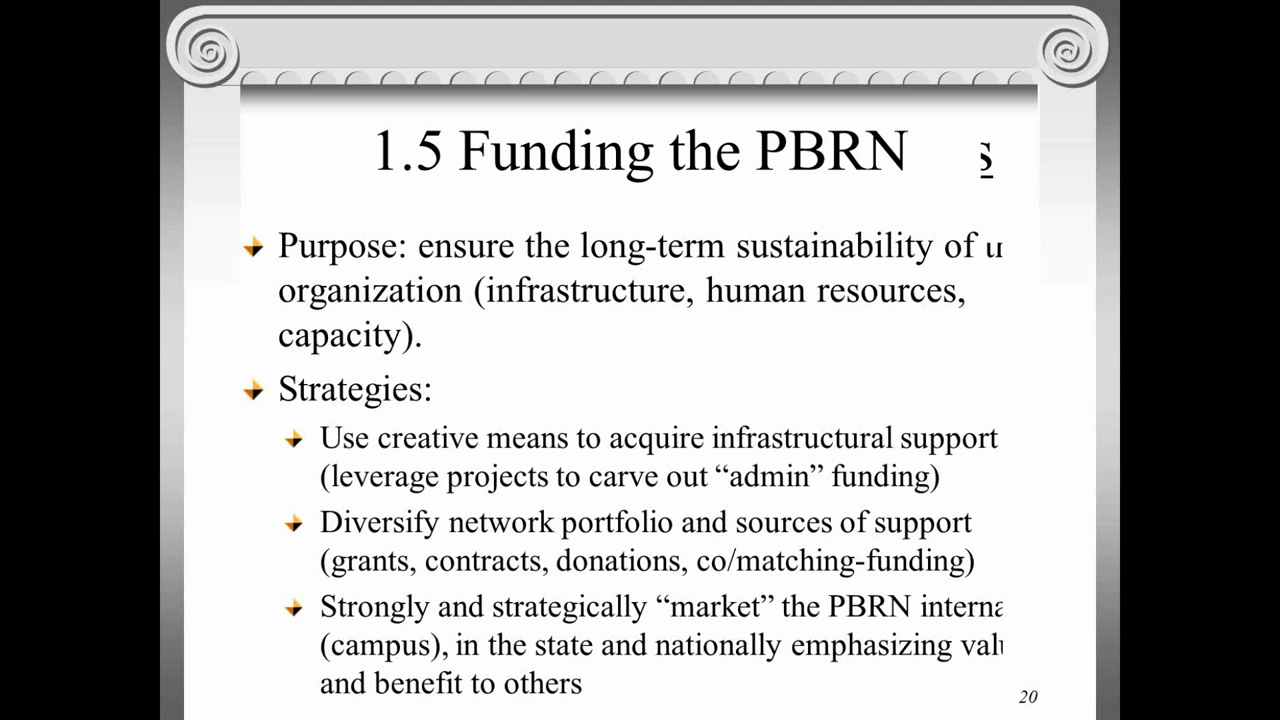 1.5 Funding the PBRN
Purpose: ensure the long-term sustainability of
organization (infrastructure, human resources,
capacity).
Strategies:
Use creative means to acquire infrastructural support
(leverage projects to carve out “admin” funding)
Diversify network portfolio and sources of support
(grants, contracts, donations, co/matching-funding)
Strongly and strategically “market” the PBRN
(campus), in the state and nationally emphasizing
and benefit to others
20